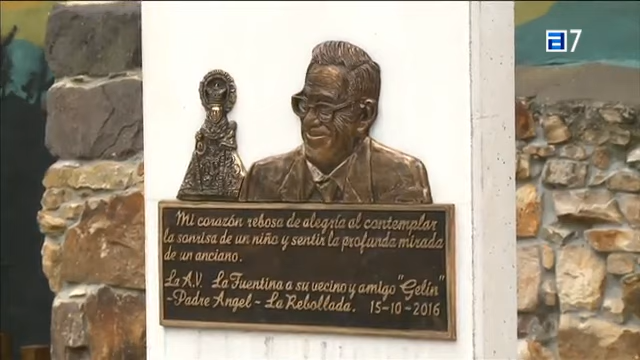 a7
Mi corazón rebosa de alegría al contemplar
la sonrisa de un niño y sentir la profunda mirada
de un anciano.
La A.V. La Fuentina a su vecino y amigo "Gelín"
-Padre Angel - La Rebollada. 15-10-2016